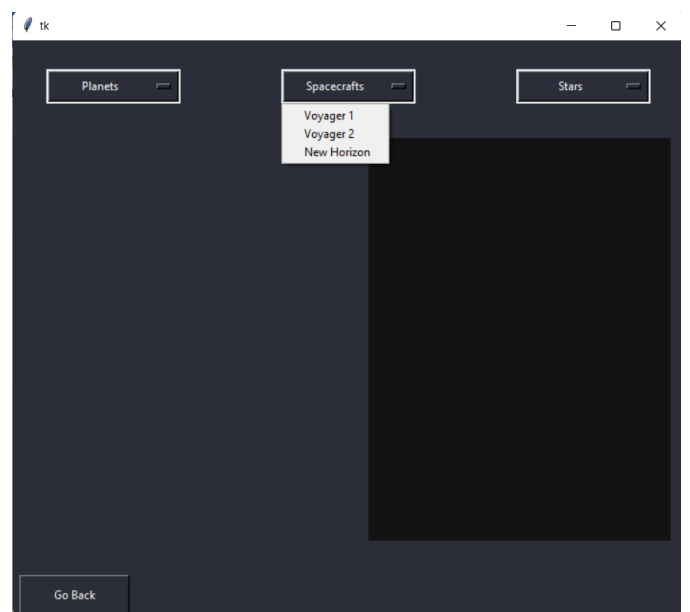 tk
Planets
Spacecrafts
Stars
Voyager 1
Voyager 2
New Horizon
Go Back